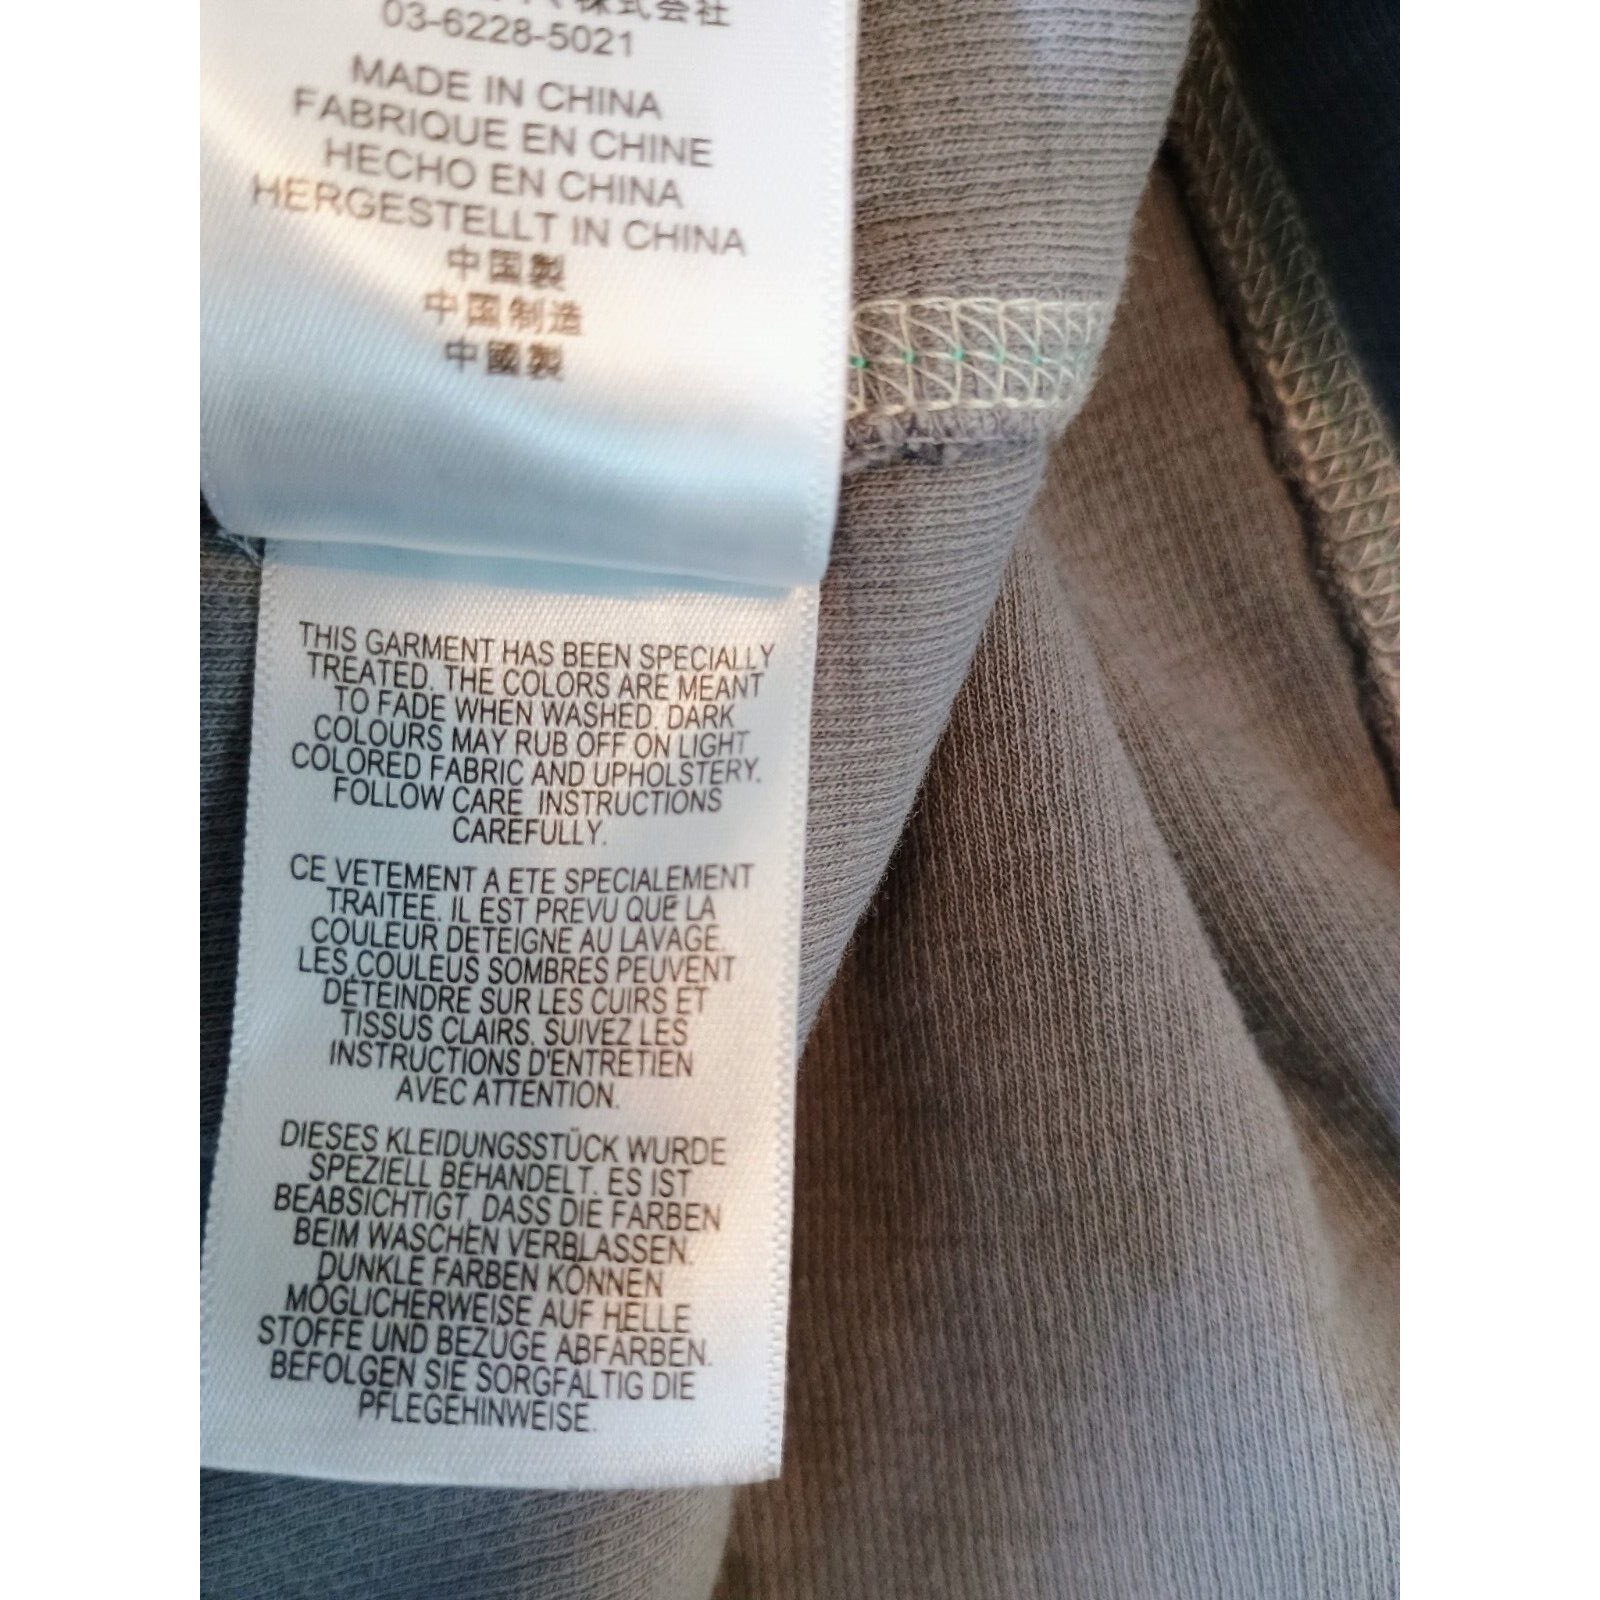 株式会社
03-6228-5021
MADE IN CHINA
FABRIQUE EN CHINE
HECHO EN CHINA
HERGESTELLT IN CHINA
中国製
中国制造
中國製
THIS GARMENT HAS BEEN SPECIALLY
TREATED. THE COLORS ARE MEANT
TO FADE WHEN WASHED. DARK
COLOURS MAY RUB OFF ON LIGHT
COLORED FABRIC AND UPHOLSTERY.
FOLLOW CARE INSTRUCTIONS
CAREFULLY.
CE VETEMENT A ETE SPECIALEMENT
TRAITEE. IL EST PREVU QUE LA
COULEUR DETEIGNE AU LAVAGE.
LES COULEUS SOMBRES PEUVENT
DÉTEINDRE SUR LES CUIRS ET
TISSUS CLAIRS. SUIVEZ LES
INSTRUCTIONS D'ENTRETIEN
AVEC ATTENTION.
DIESES KLEIDUNGSSTÜCK WURDE
SPEZIELL BEHANDELT. ES IST
BEABSICHTIGT, DASS DIE FARBEN
BEIM WASCHEN VERBLASSEN.
DUNKLE FARBEN KÖNNEN
MÖGLICHERWEISE AUF HELLE
STOFFE UND BEZÜGE ABFÄRBEN.
BEFOLGEN SIE SORGFÄLTIG DIE
PFLEGEHINWEISE.